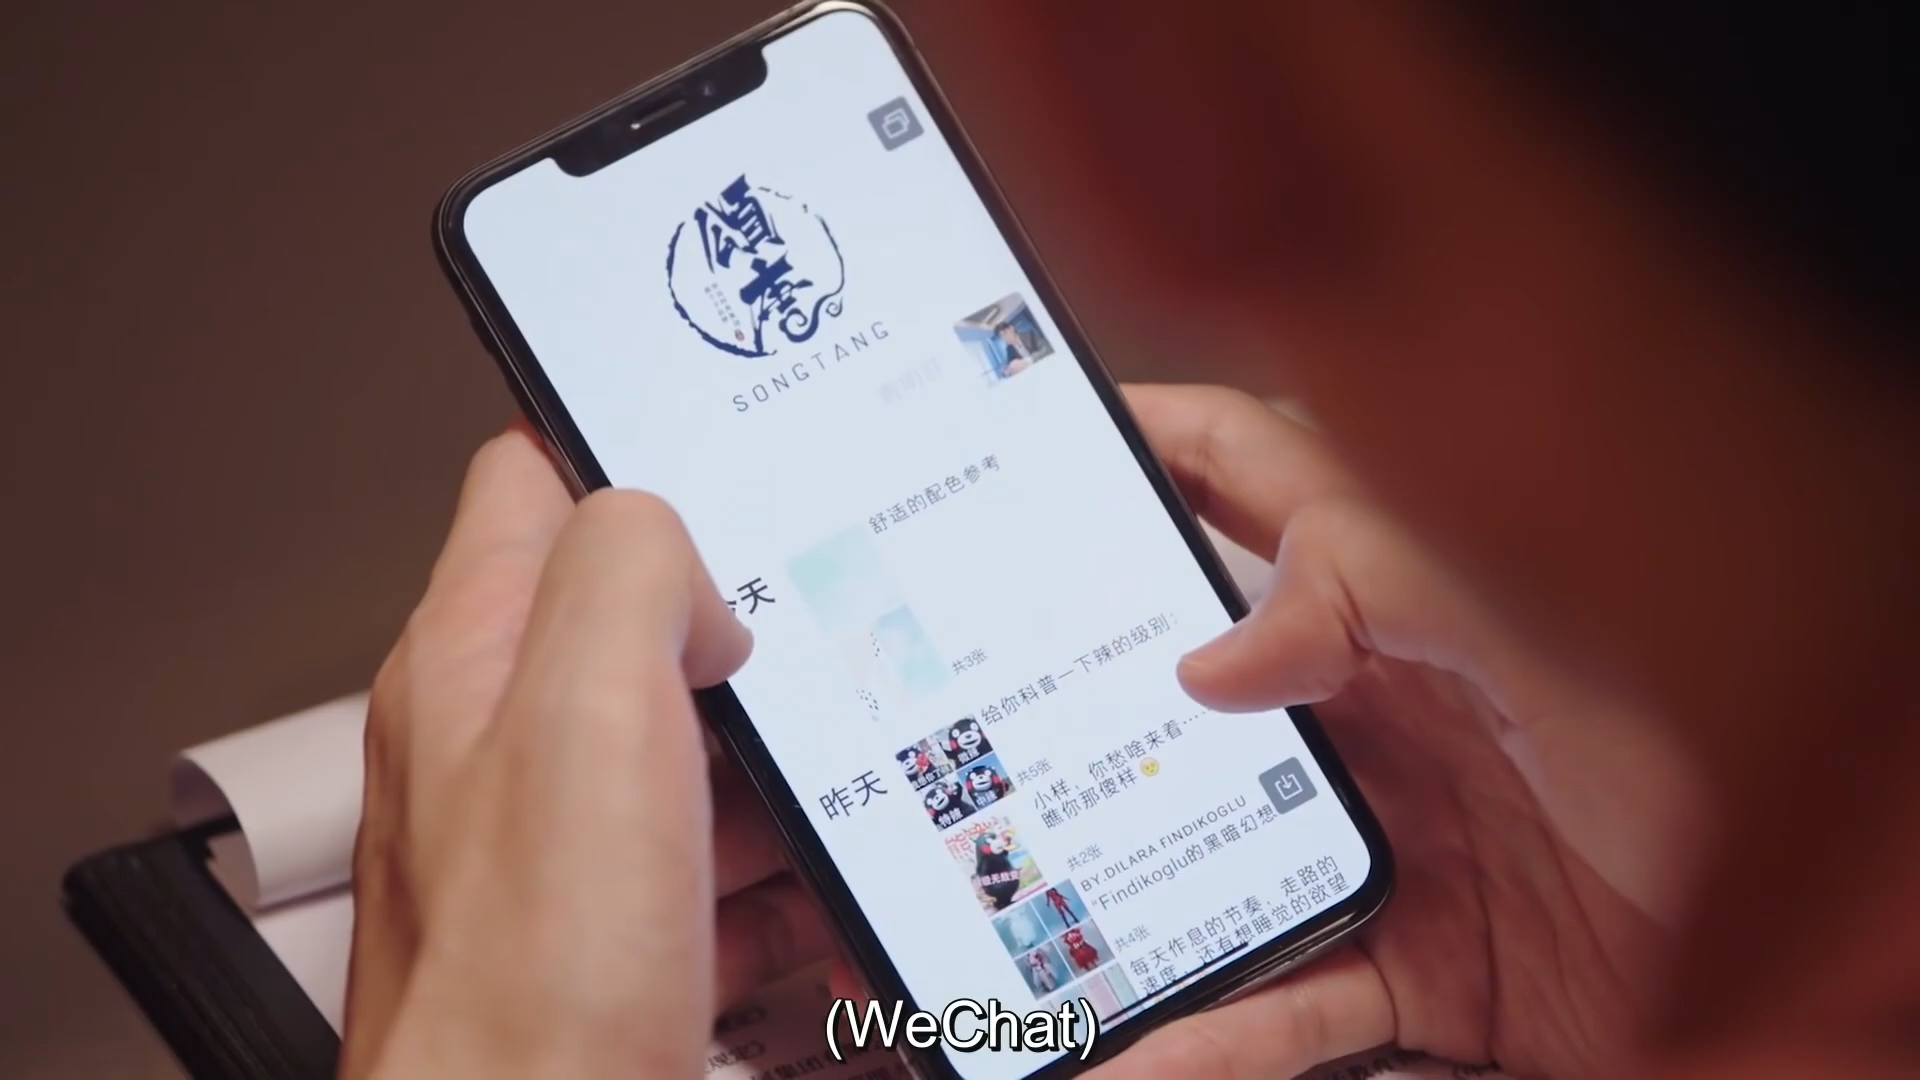 頌唐
SONGTANG
舒适的配色参考
今天
共3张
给你科普一下辣的级别：
昨天
特辣
共5张
小样，你愁啥来着……
瞧你那傻样
共2张
BY.DILARA FINDIKOGLU
“Findikoglu的黑暗幻想
共4张
每天作息的节奏，走路的
速度，还有想睡觉的欲望
(WeChat)